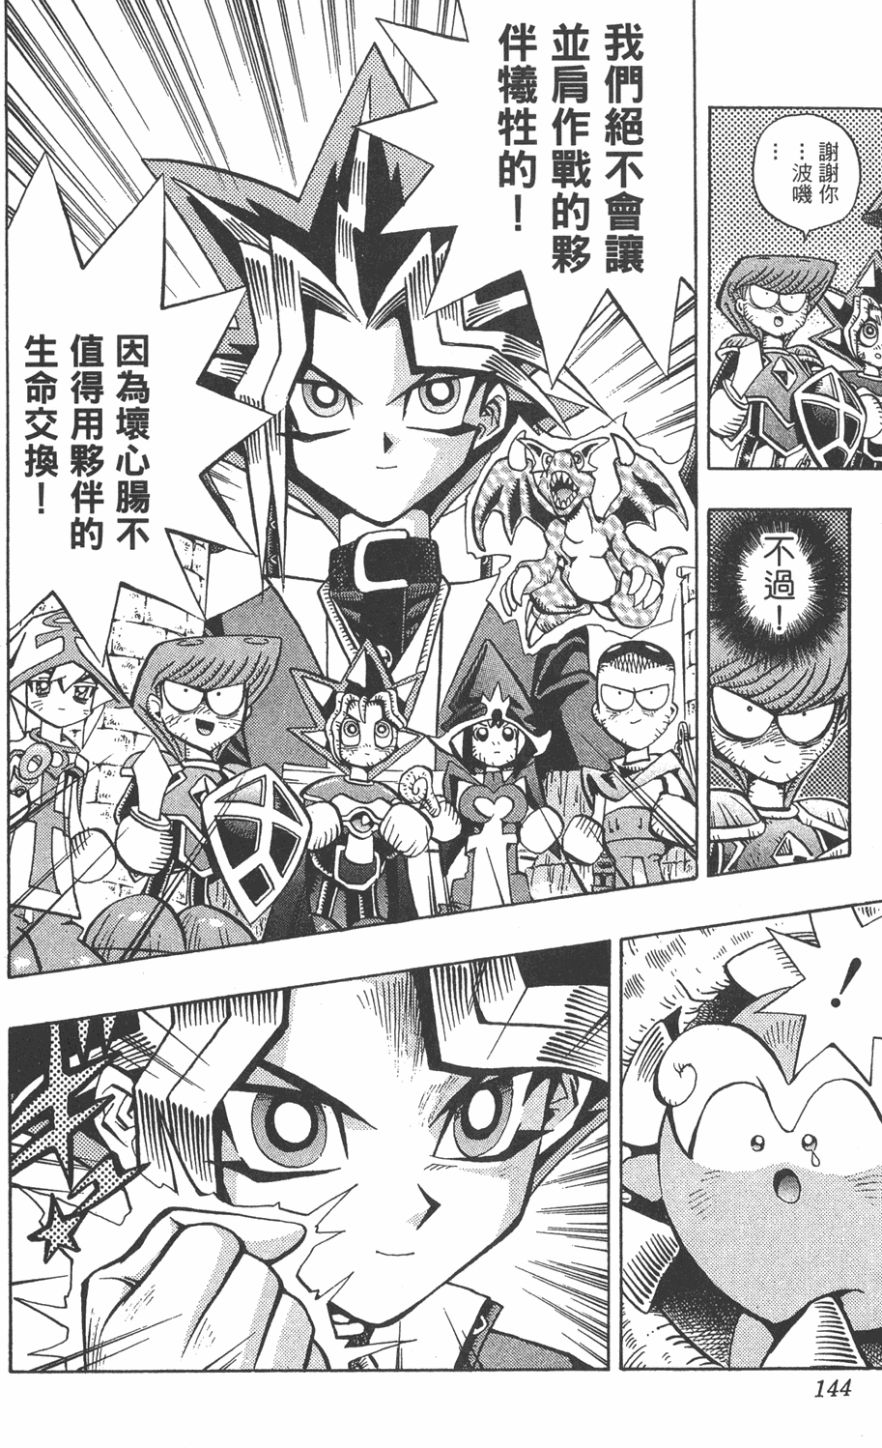 謝謝你
…波嘰
…
不過！
我們絕不會讓
並肩作戰的夥
伴犧牲的！
因為壞心腸不
值得用夥伴的
生命交換！
！
144